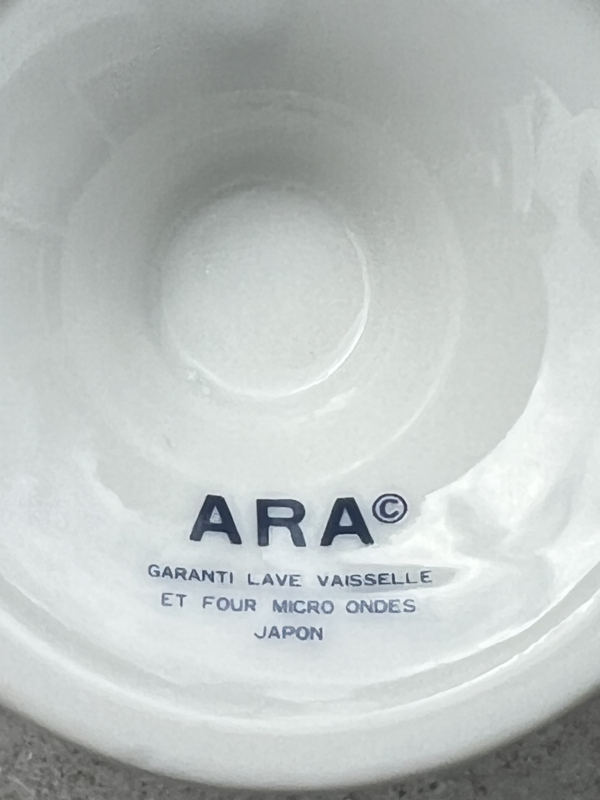 ARA©
GARANTI LAVE VAISSELLE
ET FOUR MICRO ONDES
JAPON